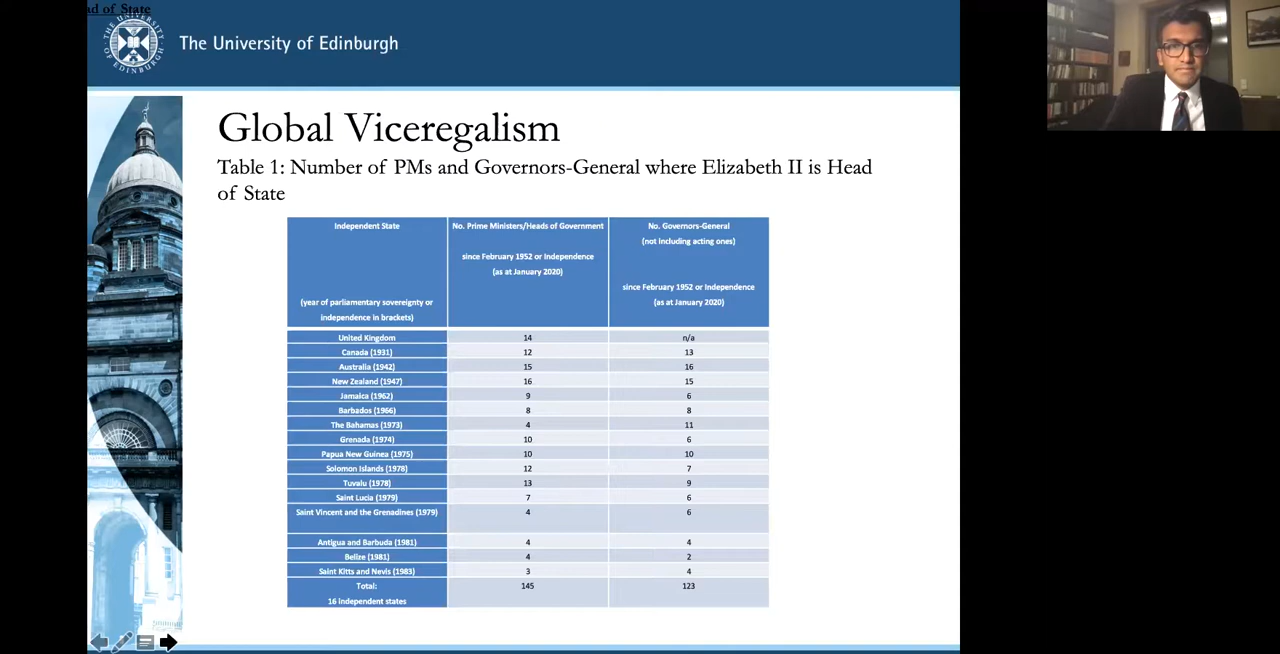 ad of State
The University of Edinburgh
Global Viceregalism
Table 1: Number of PMs and Governors-General where Elizabeth II is Head
of State
Independent State
(year of parliamentary sovereignty or
independence in brackets)
No. Prime Ministers/Heads of Government
since February 1952 or Independence
(as at January 2020)
No. Governors-General
(not including acting ones)
since February 1952 or Independence
(as at January 2020)
United Kingdom 14 n/a
Canada (1931) 12 13
Australia (1942) 15 16
New Zealand (1947) 16 15
Jamaica (1962) 9 6
Barbados (1966) 8 8
The Bahamas (1973) 4 11
Grenada (1974) 10 6
Papua New Guinea (1975) 10 10
Solomon Islands (1978) 12 7
Tuvalu (1978) 13 9
Saint Lucia (1979) 7 6
Saint Vincent and the Grenadines (1979) 4 6
Antigua and Barbuda (1981) 4 4
Belize (1981) 4 2
Saint Kitts and Nevis (1983) 3 4
Total: 145 123
16 independent states